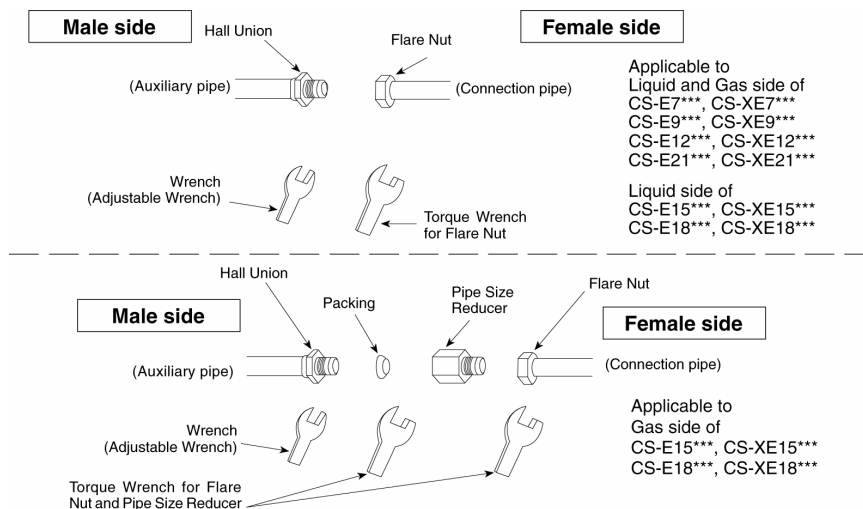 Male side
Hall Union
Flare Nut
Female side
(Auxiliary pipe)
(Connection pipe)
Applicable to
Liquid and Gas side of
CS-E7***, CS-XE7***
CS-E9***, CS-XE9***
CS-E12***, CS-XE12***
CS-E21***, CS-XE21***
Wrench
(Adjustable Wrench)
Torque Wrench
for Flare Nut
Liquid side of
CS-E15***, CS-XE15***
CS-E18***, CS-XE18***
Hall Union
Packing
Pipe Size
Reducer
Flare Nut
Male side
Female side
(Auxiliary pipe)
(Connection pipe)
Wrench
(Adjustable Wrench)
Applicable to
Gas side of
CS-E15***, CS-XE15***
CS-E18***, CS-XE18***
Torque Wrench for Flare
Nut and Pipe Size Reducer